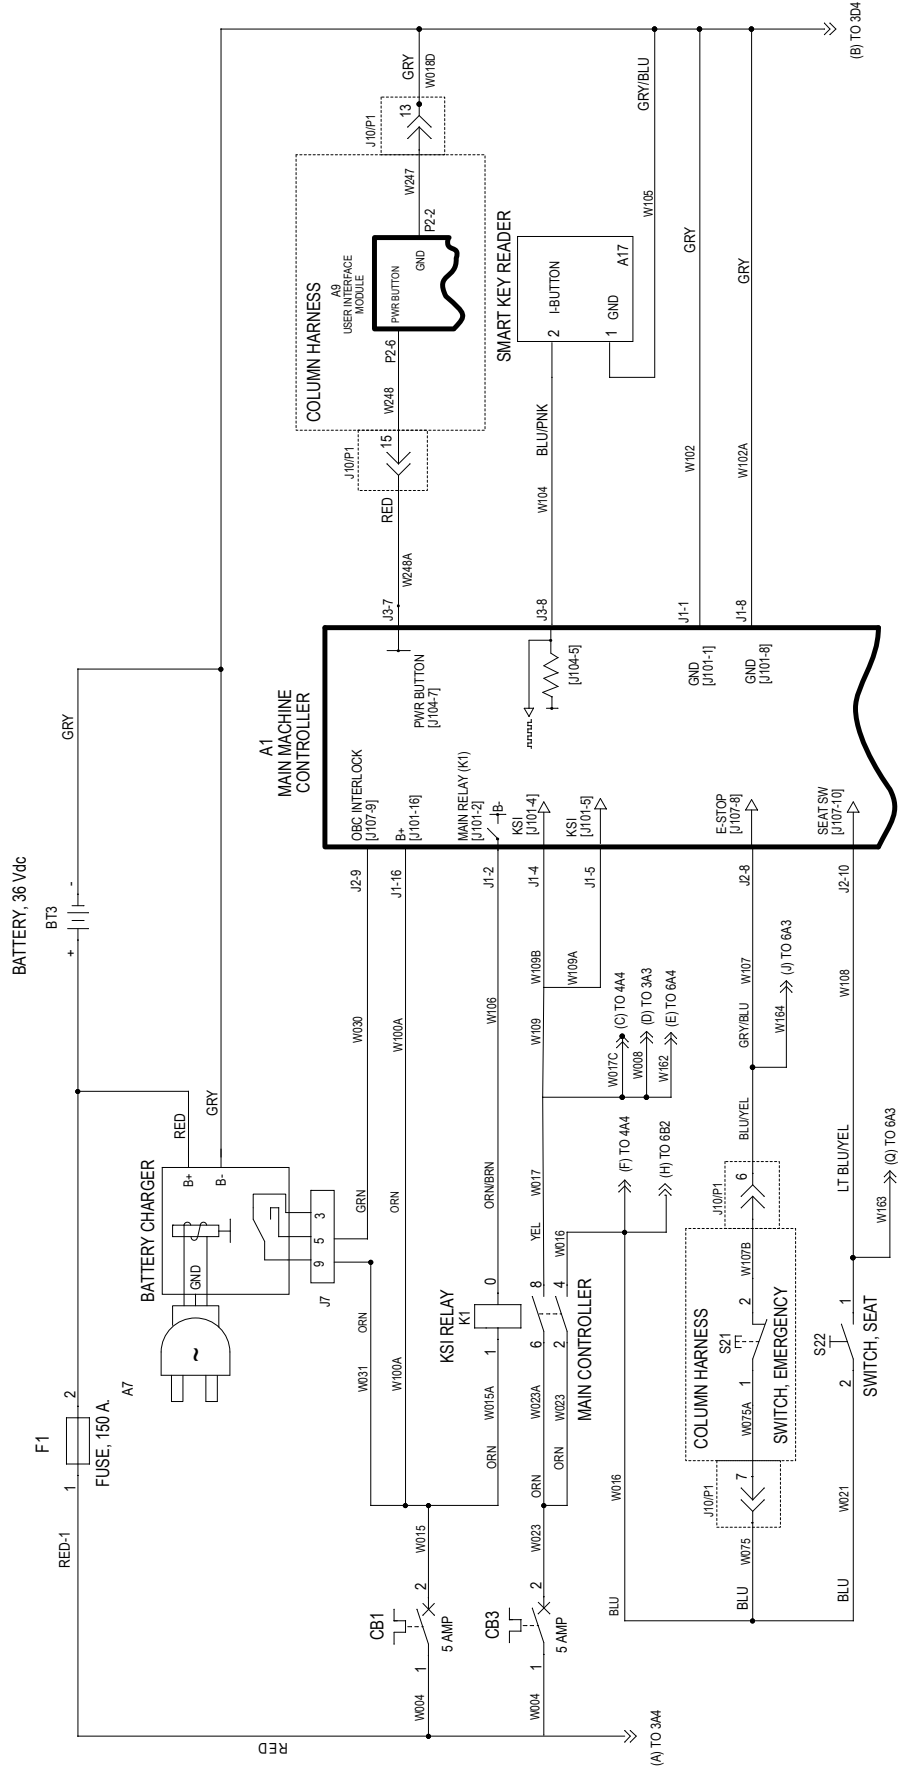 BATTERY, 36 Vdc
BT3
+
-
GRY
RED-1
1
F1
2
FUSE, 150 A.
RED
A7
BATTERY CHARGER
~
GND
B+
B-
RED
GRY
J7
9
5
3
GRN
ORN
W031
W030
J2-9
ORN
W100A
W100A
J1-16
KSI RELAY
K1
1
0
ORN
W015A
ORN/BRN
W106
J1-2
W004
1
CB1
2
5 AMP
W015
W004
1
CB3
2
5 AMP
W023
(A) TO 3A4
ORN
W023A
6
8
YEL
W017
W109
W109B
J1-4
W109A
J1-5
ORN
W023
2
4
W016
MAIN CONTROLLER
W017C
(C) TO 4A4
W008
(D) TO 3A3
W162
(E) TO 6A4
(F) TO 4A4
(H) TO 6B2
BLU
W016
BLU
W075
J10/P1
7
COLUMN HARNESS
W075A
1
S21
2
W107B
SWITCH, EMERGENCY
J10/P1
6
BLU/YEL
GRY/BLU
W107
J2-8
W164
(J) TO 6A3
BLU
W021
2
S22
1
SWITCH, SEAT
LT BLU/YEL
W108
J2-10
W163
(Q) TO 6A3
A1
MAIN MACHINE
CONTROLLER
OBC INTERLOCK
[J107-9]
B+
[J101-16]
MAIN RELAY (K1)
[J101-2]
B-
KSI
[J101-4]
KSI
[J101-5]
E-STOP
[J107-8]
SEAT SW
[J107-10]
PWR BUTTON
[J104-7]
[J104-5]
GND
[J101-1]
GND
[J101-8]
J3-7
W248A
RED
J10/P1
15
COLUMN HARNESS
W248
P2-6
A9
USER INTERFACE
MODULE
PWR BUTTON
GND
P2-2
W247
J10/P1
13
GRY
W018D
SMART KEY READER
J3-8
W104
BLU/PNK
2
I-BUTTON
1
GND
A17
W105
GRY/BLU
J1-1
W102
GRY
J1-8
W102A
GRY
(B) TO 3D4